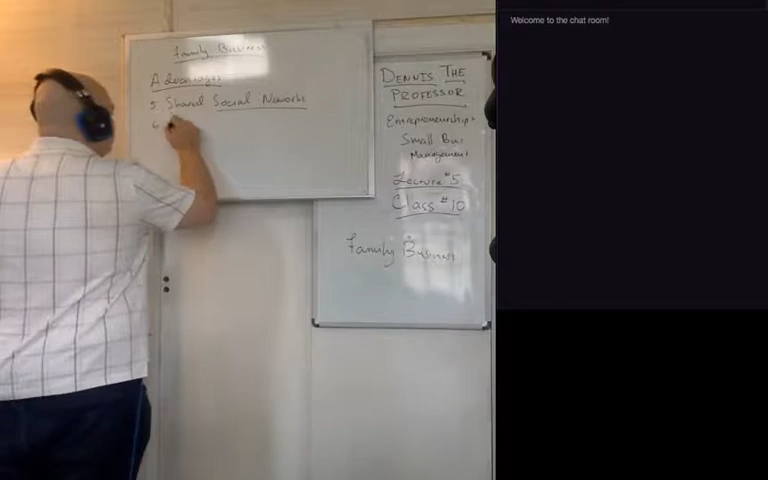 Family Business
Advantages
5. Shared Social Neworks
6.
DENNIS THE
PROFESSOR
Entrepreneurship +
Small Bus
Management
Lecture #5
Class #10
Family Business
Welcome to the chat room!